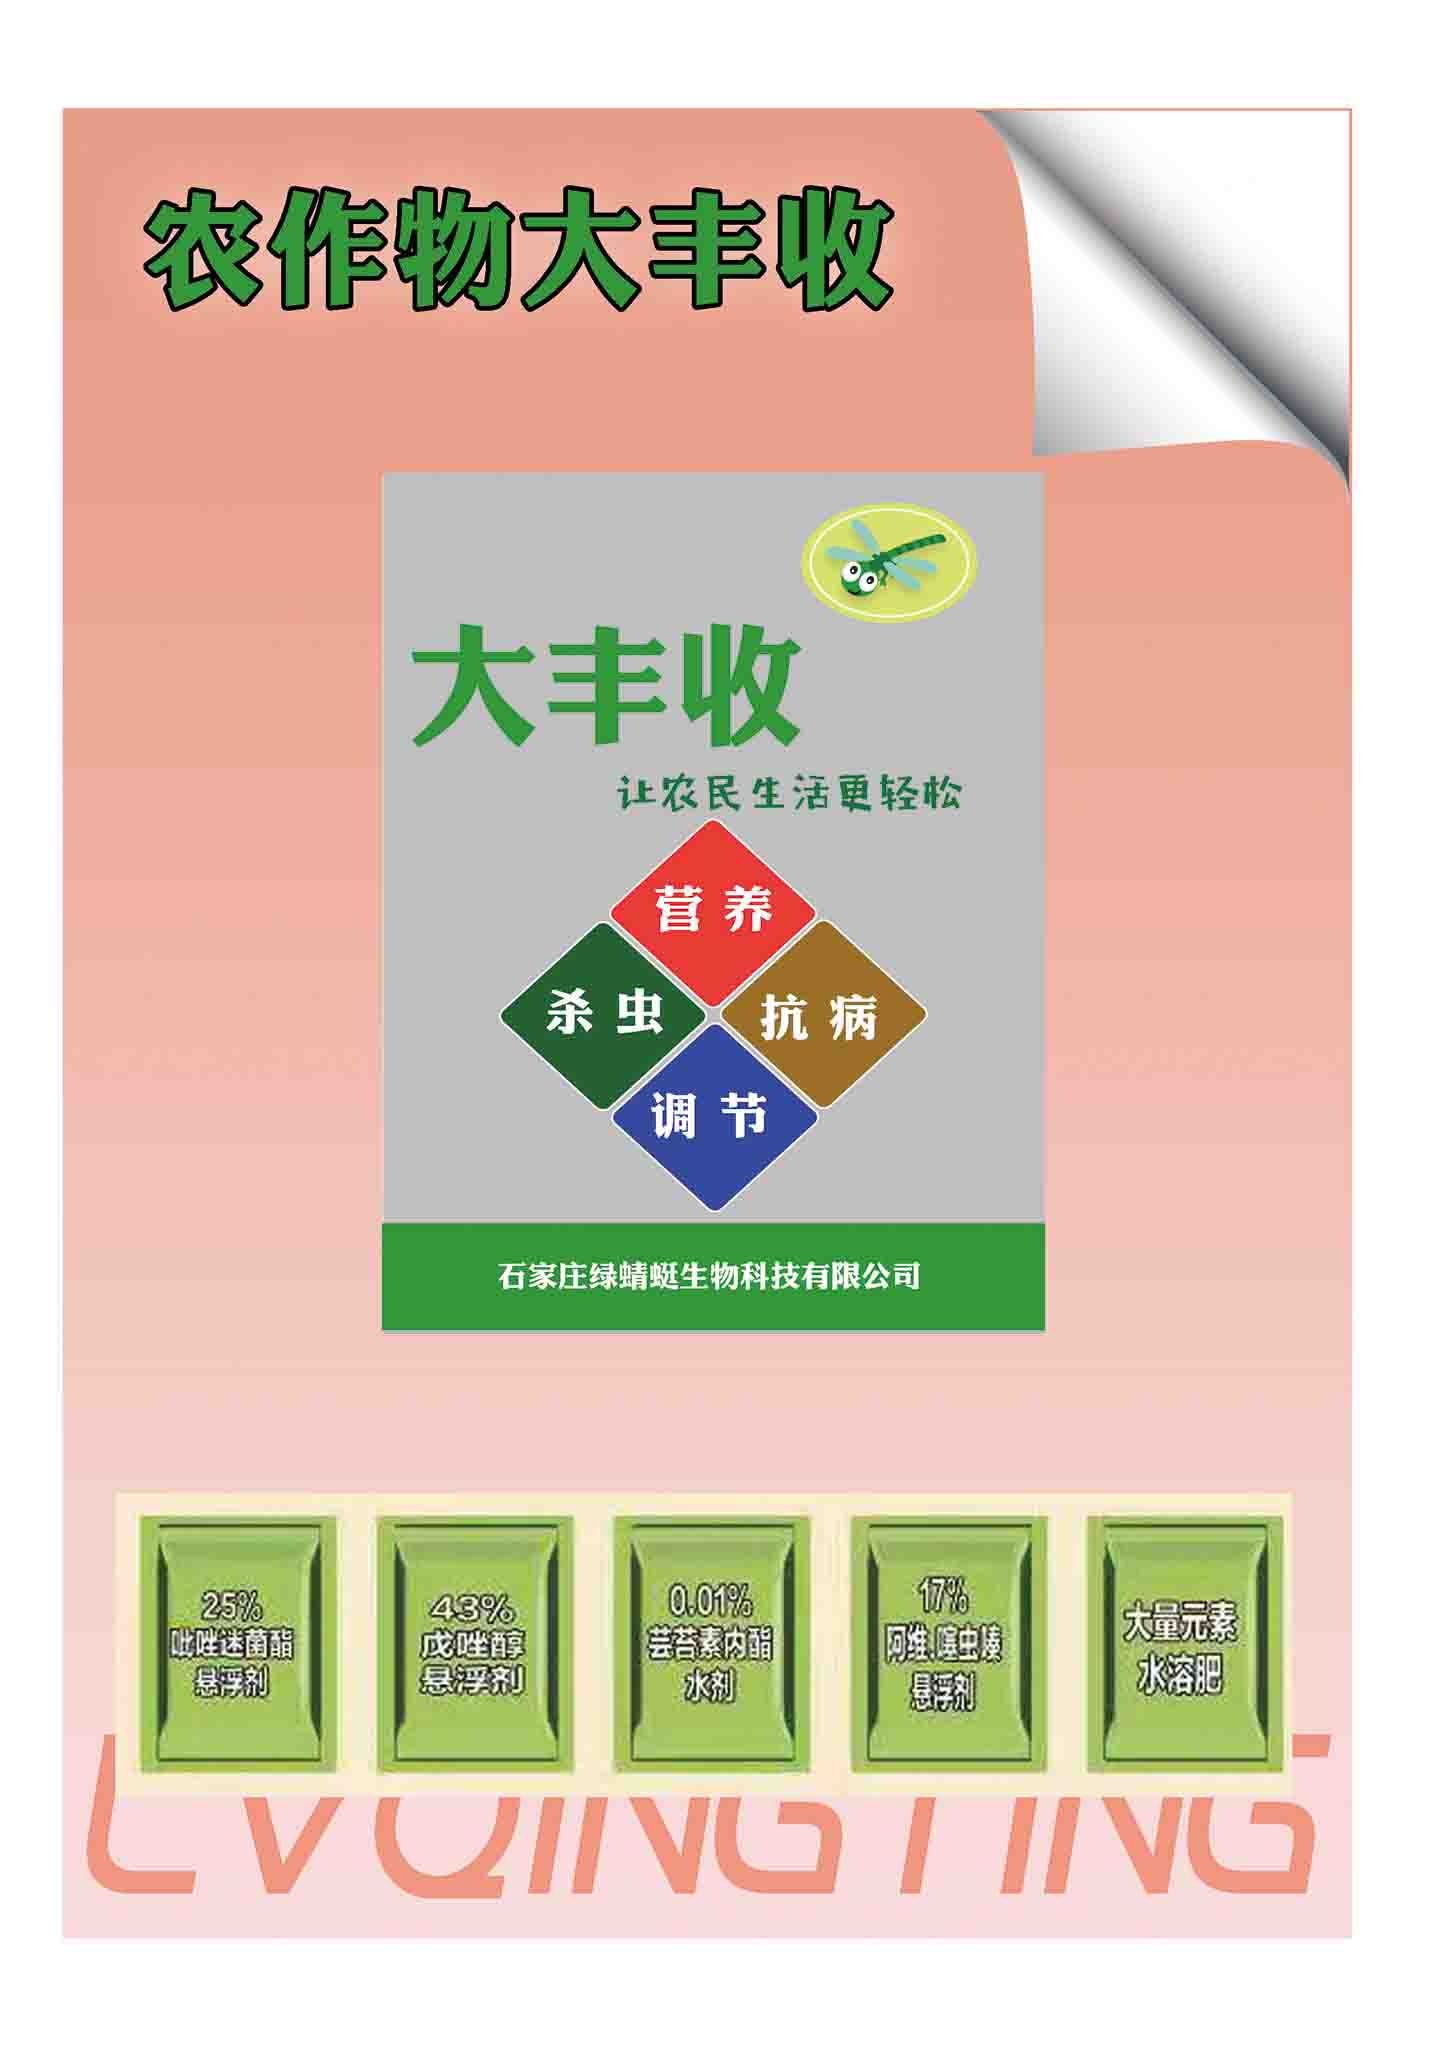 农作物大丰收
大丰收
让农民生活更轻松
营养
杀虫
抗病
调节
石家庄绿蜻蜓生物科技有限公司
25%
吡唑迷菌酯
悬浮剂
43%
戊唑醇
悬浮剂
0.01%
芸苔素内酯
水剂
17%
阿维.噻虫嗪
悬浮剂
大量元素
水溶肥
LVQINGTING